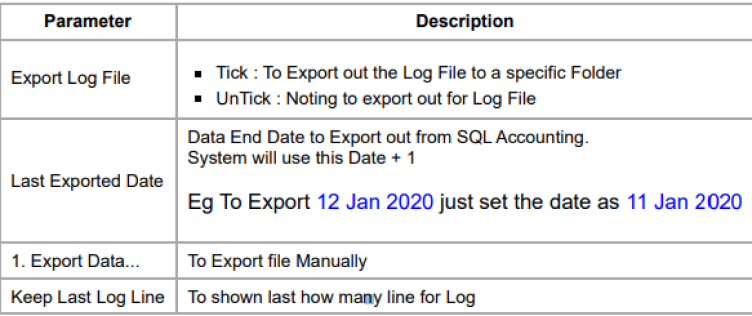 Parameter Description
Export Log File
▪ Tick : To Export out the Log File to a specific Folder
▪ UnTick : Noting to export out for Log File
Last Exported Date
Data End Date to Export out from SQL Accounting.
System will use this Date + 1
Eg To Export 12 Jan 2020 just set the date as 11 Jan 2020
1. Export Data... To Export file Manually
Keep Last Log Line To shown last how many line for Log